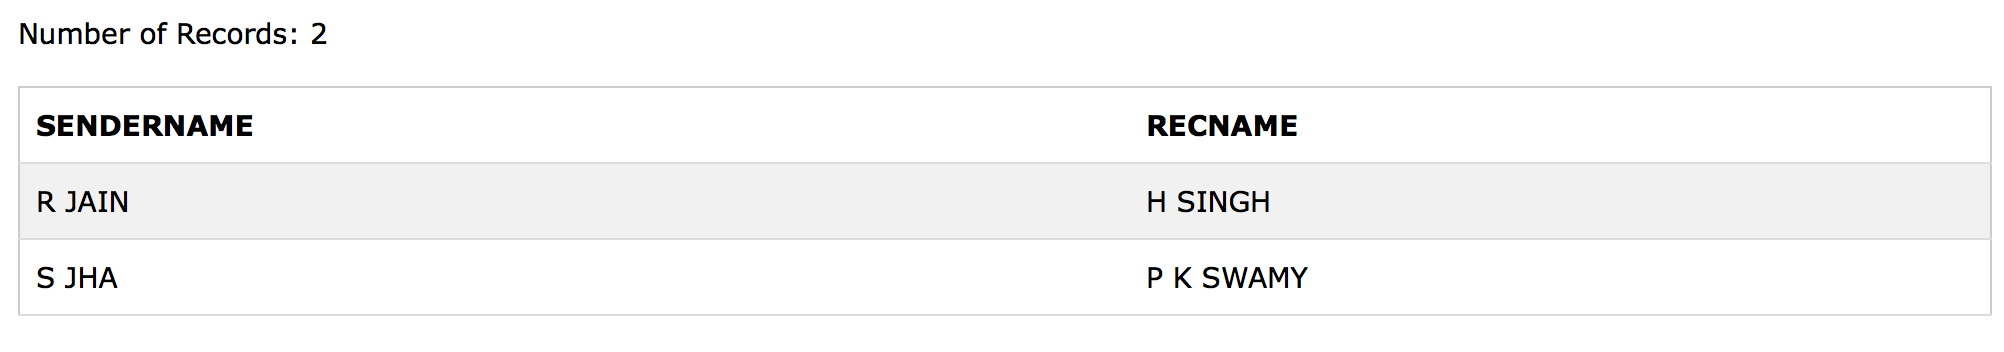 Number of Records: 2
SENDERNAME RECNAME
R JAIN H SINGH
S JHA P K SWAMY